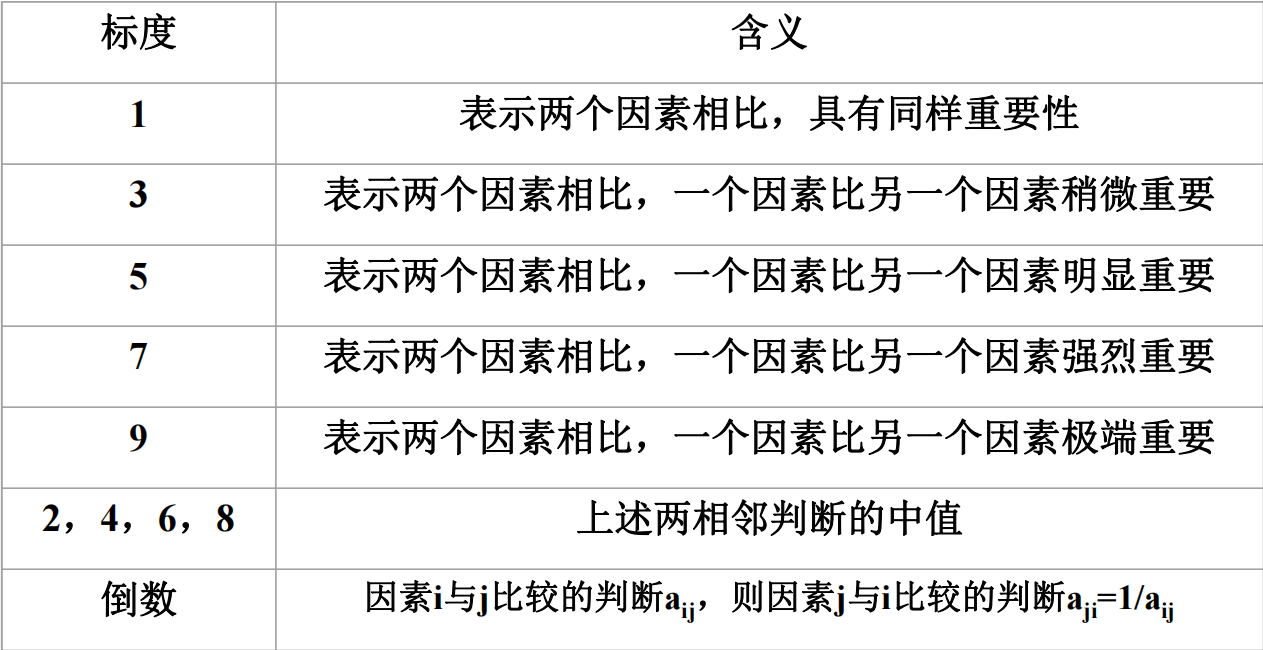 标度 含义
1 表示两个因素相比，具有同样重要性
3 表示两个因素相比，一个因素比另一个因素稍微重要
5 表示两个因素相比，一个因素比另一个因素明显重要
7 表示两个因素相比，一个因素比另一个因素强烈重要
9 表示两个因素相比，一个因素比另一个因素极端重要
2，4，6，8 上述两相邻判断的中值
倒数 因素i与j比较的判断aij，则因素j与i比较的判断aji=1/aij